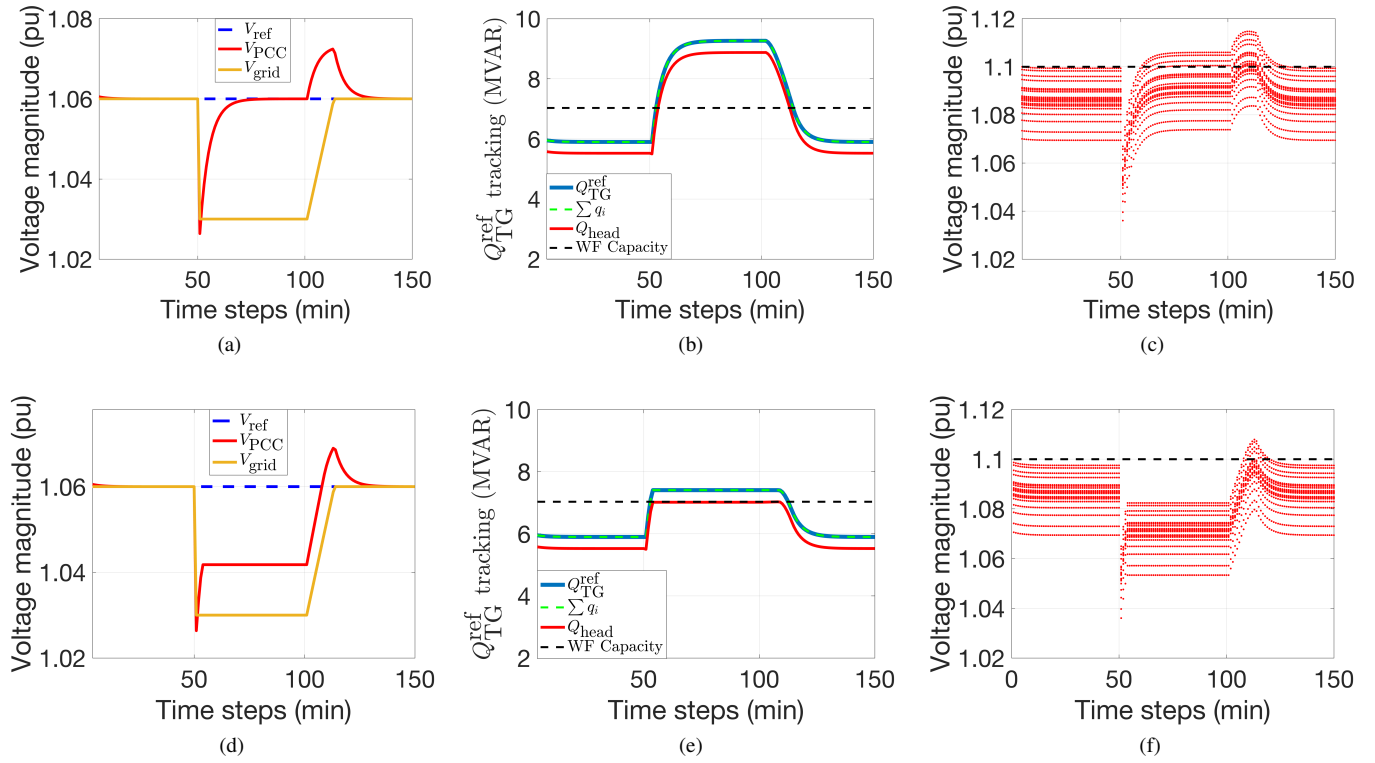 Voltage magnitude (pu)
1.08
1.06
1.04
1.02
50
100
150
Time steps (min)
V_ref
V_PCC
V_grid
(a)
Q_TG^ref tracking (MVAR)
10
8
6
4
2
50
100
150
Time steps (min)
Q_TG^ref
∑ q_i
Q_head
WF Capacity
(b)
Voltage magnitude (pu)
1.12
1.1
1.08
1.06
1.04
1.02
50
100
150
Time steps (min)
(c)
Voltage magnitude (pu)
1.06
1.04
1.02
50
100
150
Time steps (min)
V_ref
V_PCC
V_grid
(d)
Q_TG^ref tracking (MVAR)
10
8
6
4
2
50
100
150
Time steps (min)
Q_TG^ref
∑ q_i
Q_head
WF Capacity
(e)
Voltage magnitude (pu)
1.12
1.1
1.08
1.06
1.04
1.02
0
50
100
150
Time steps (min)
(f)